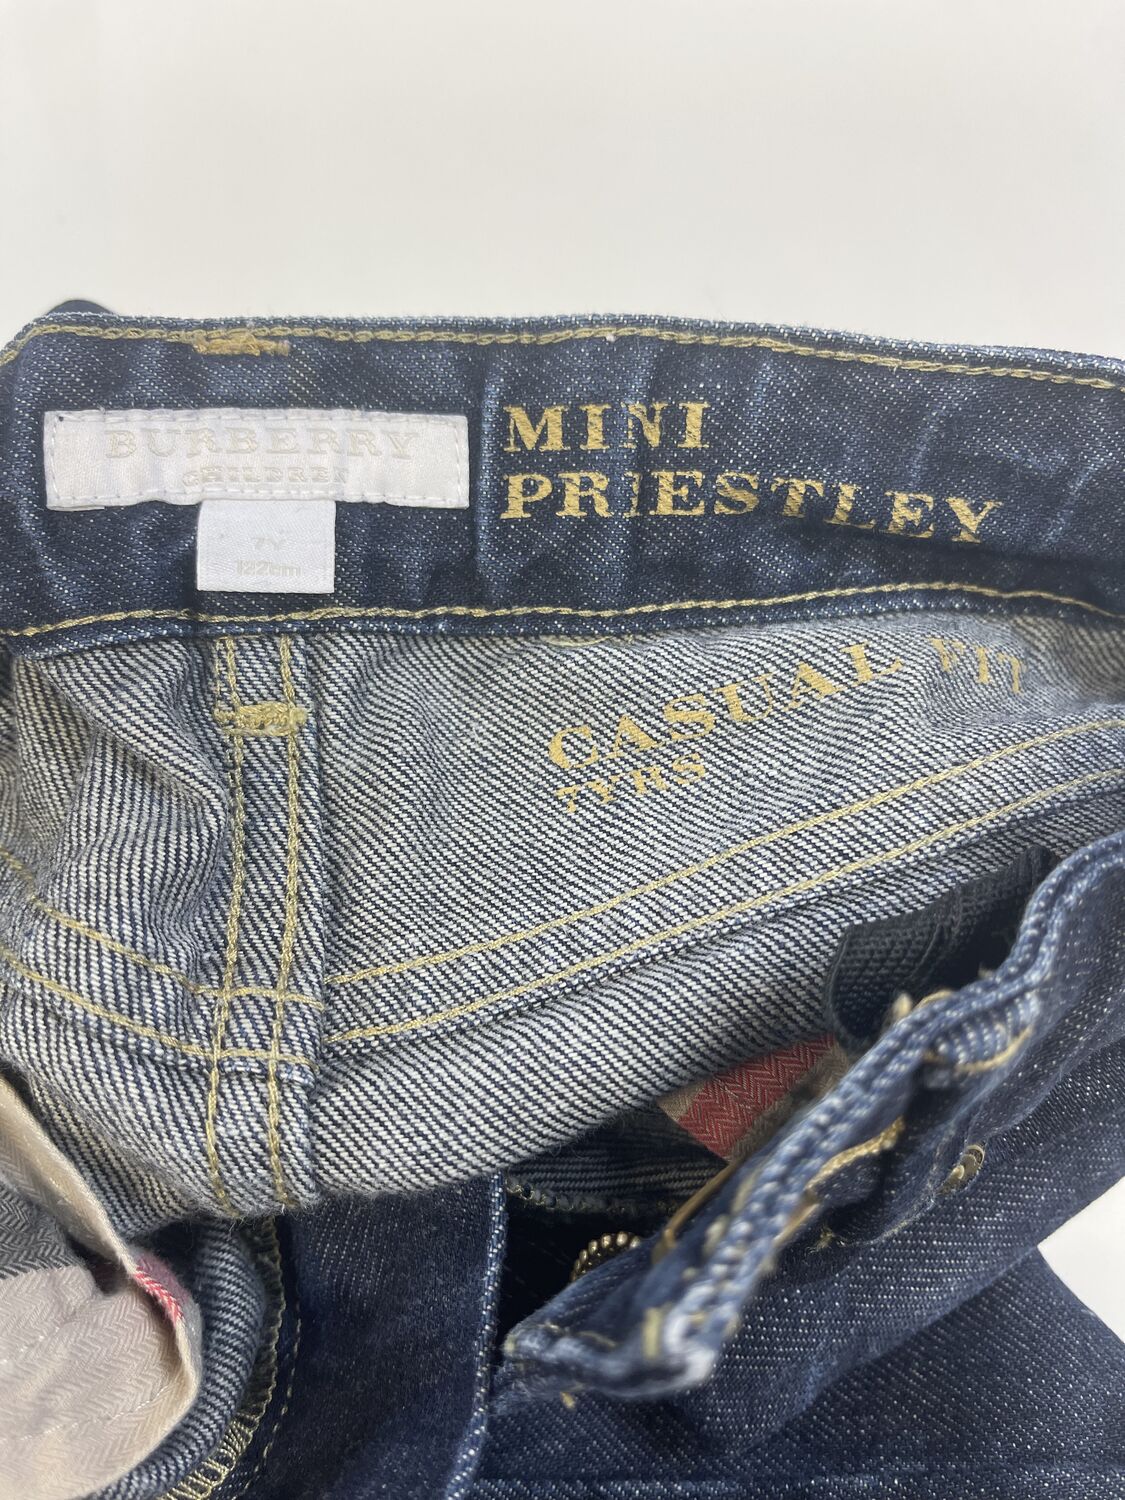 BURBERRY
CHILDREN
7Y
122cm
MINI
PRIESTLEY
CASUAL FIT
7YRS